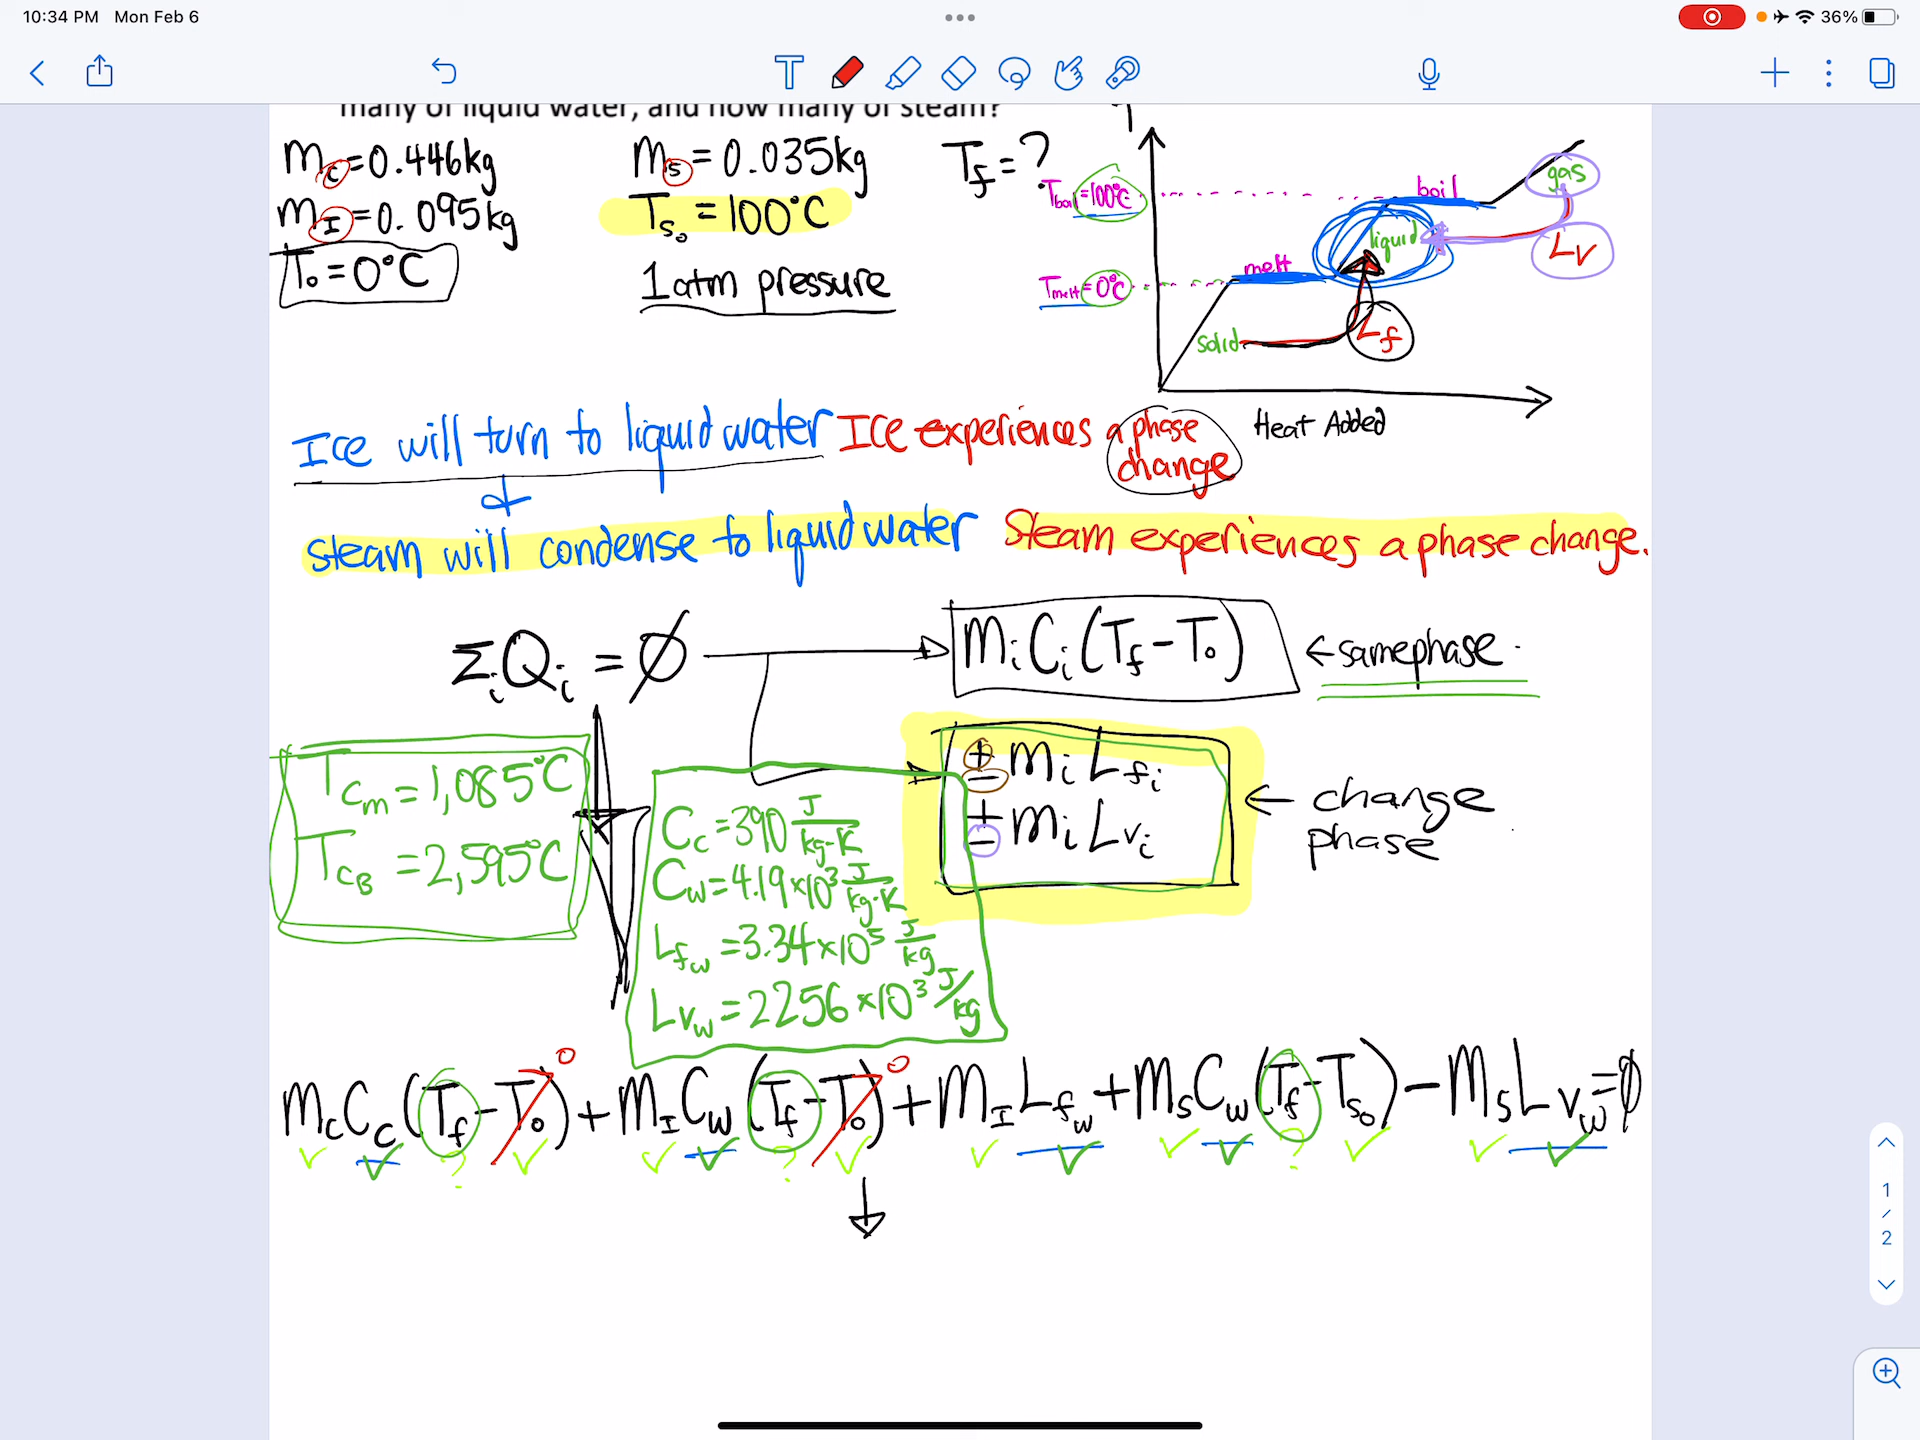 10:34 PM Mon Feb 6
36%
many of liquid water, and how many of steam?
m_c = 0.446kg
m_I = 0.095kg
T_0 = 0°C
m_s = 0.035kg
T_s0 = 100°C
1 atm pressure
T_f = ?
T
T_boil = 100°C
T_melt = 0°C
boil
gas
liquid
melt
L_v
solid
L_f
Heat Added
Ice will turn to liquid water Ice experiences a phase change
&
steam will condense to liquid water Steam experiences a phase change.
Σ_i Q_i = ∅
m_i C_i (T_f - T_0) ← same phase
± m_i L_fi
± m_i L_vi
← change phase
T_cm = 1,085°C
T_cB = 2,595°C
C_c = 390 J/kg-K
C_w = 4.19×10³ J/kg-K
L_fw = 3.34×10⁵ J/kg
L_vw = 2256×10³ J/kg
0 0
m_c C_c (T_f - T_0) + m_I C_w (T_f - T_0) + m_I L_fw + m_s C_w (T_f - T_s0) - m_s L_vw = ∅
? ? ?
1
/
2